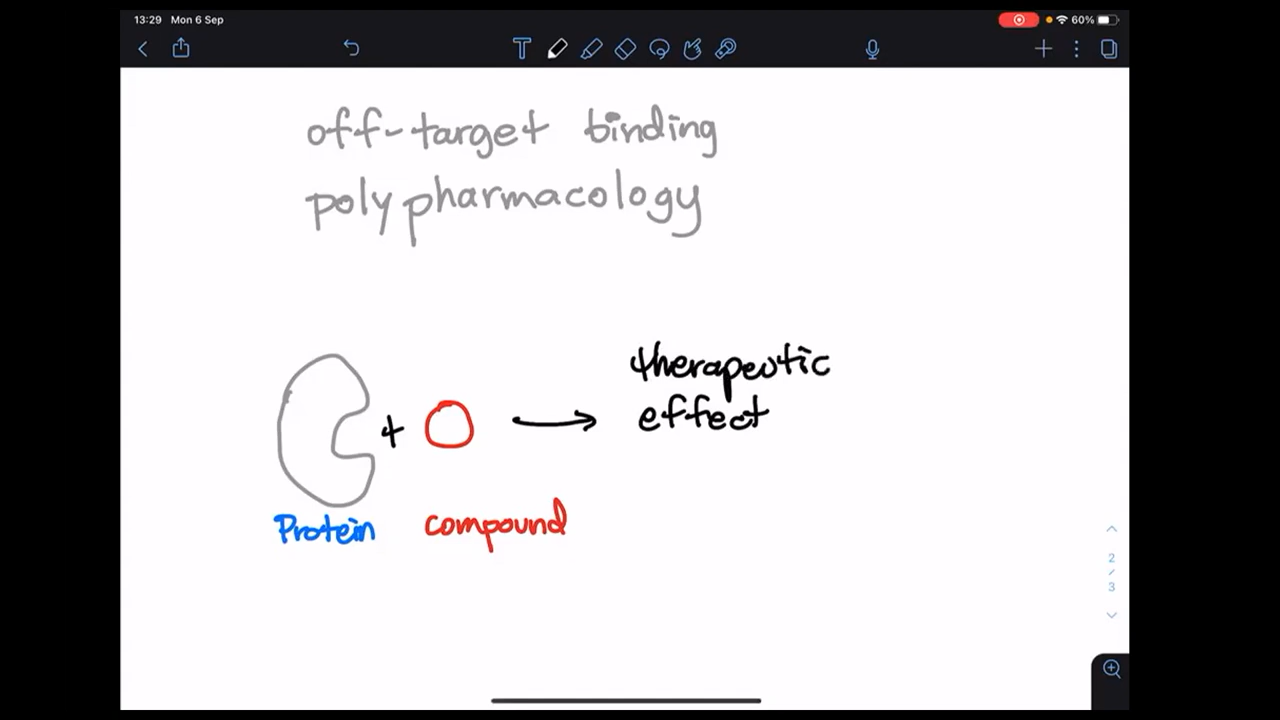 13:29 Mon 6 Sep
60%
T
off-target binding
polypharmacology
therapeutic
effect
+
Protein
compound
2
/
3